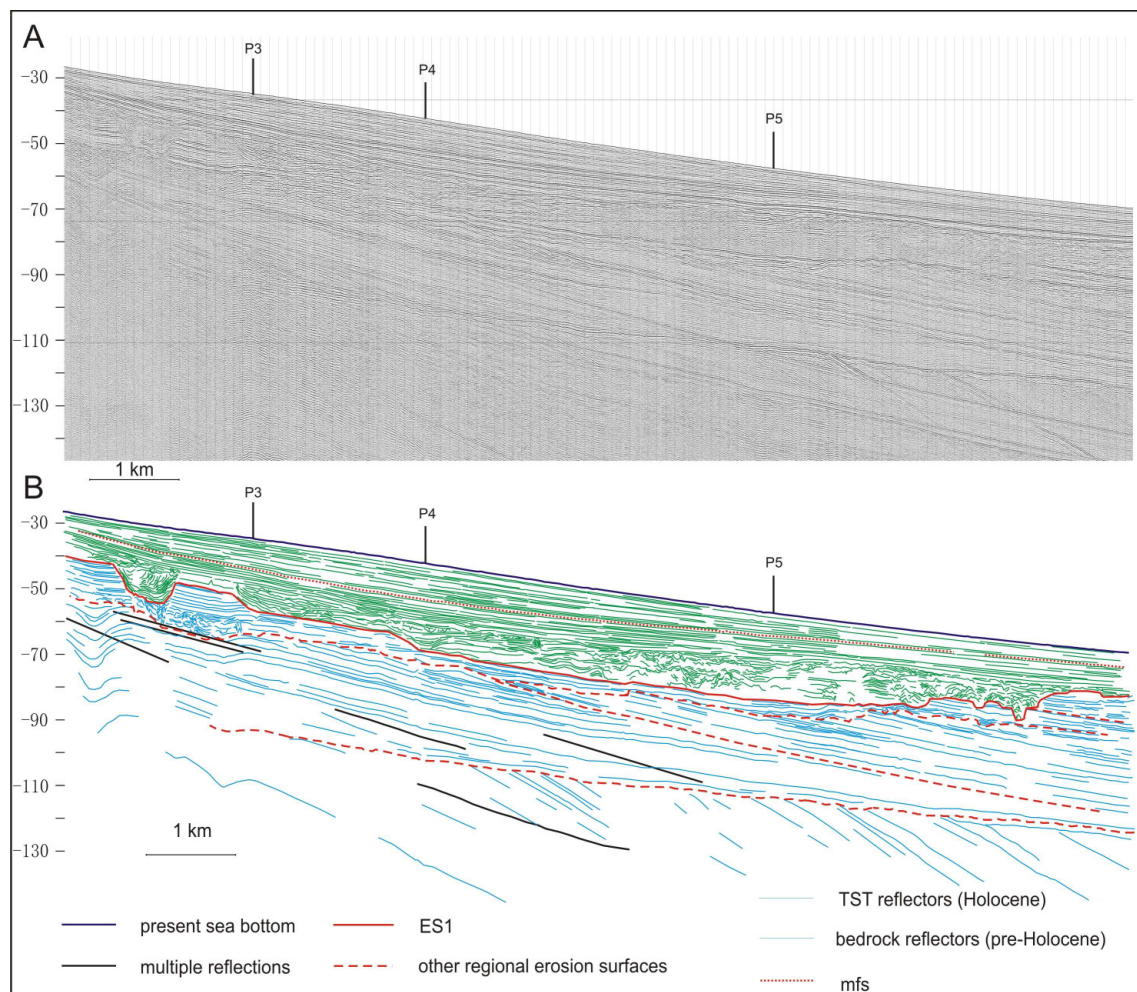 A
P3
P4
P5
−30
−50
−70
−90
−110
−130
1 km
B
P3
P4
P5
−30
−50
−70
−90
−110
−130
1 km
present sea bottom
multiple reflections
ES1
other regional erosion surfaces
TST reflectors (Holocene)
bedrock reflectors (pre-Holocene)
mfs